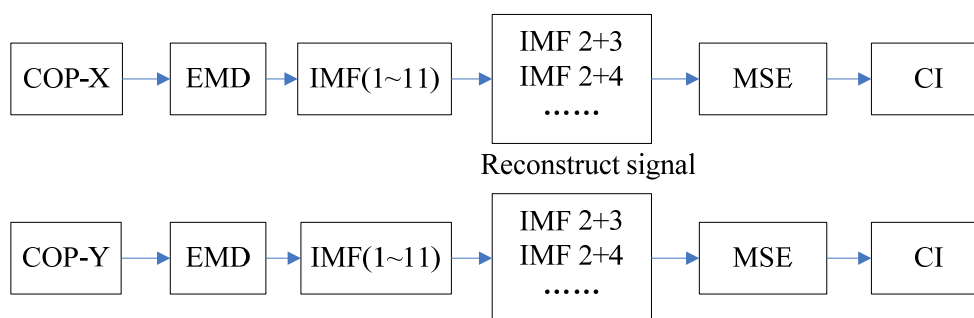 COP-X
EMD
IMF(1~11)
IMF 2+3
IMF 2+4
……
MSE
CI
Reconstruct signal
COP-Y
EMD
IMF(1~11)
IMF 2+3
IMF 2+4
……
MSE
CI